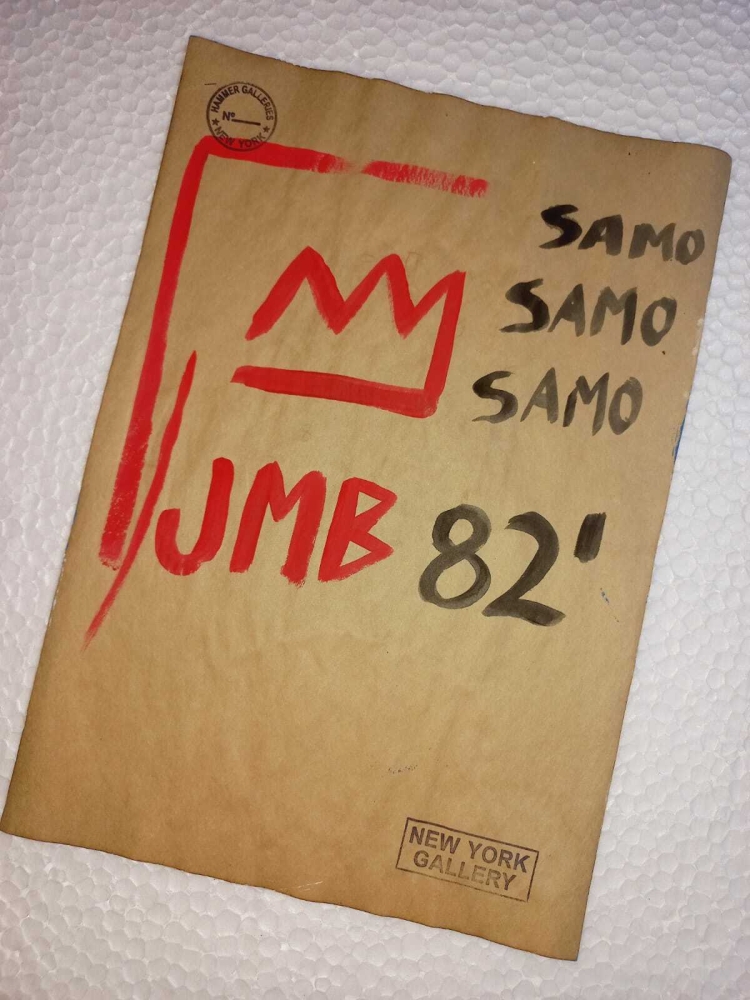 HAMMER GALLERIES
Nº
★ NEW YORK ★
SAMO
SAMO
SAMO
JMB 82'
NEW YORK
GALLERY